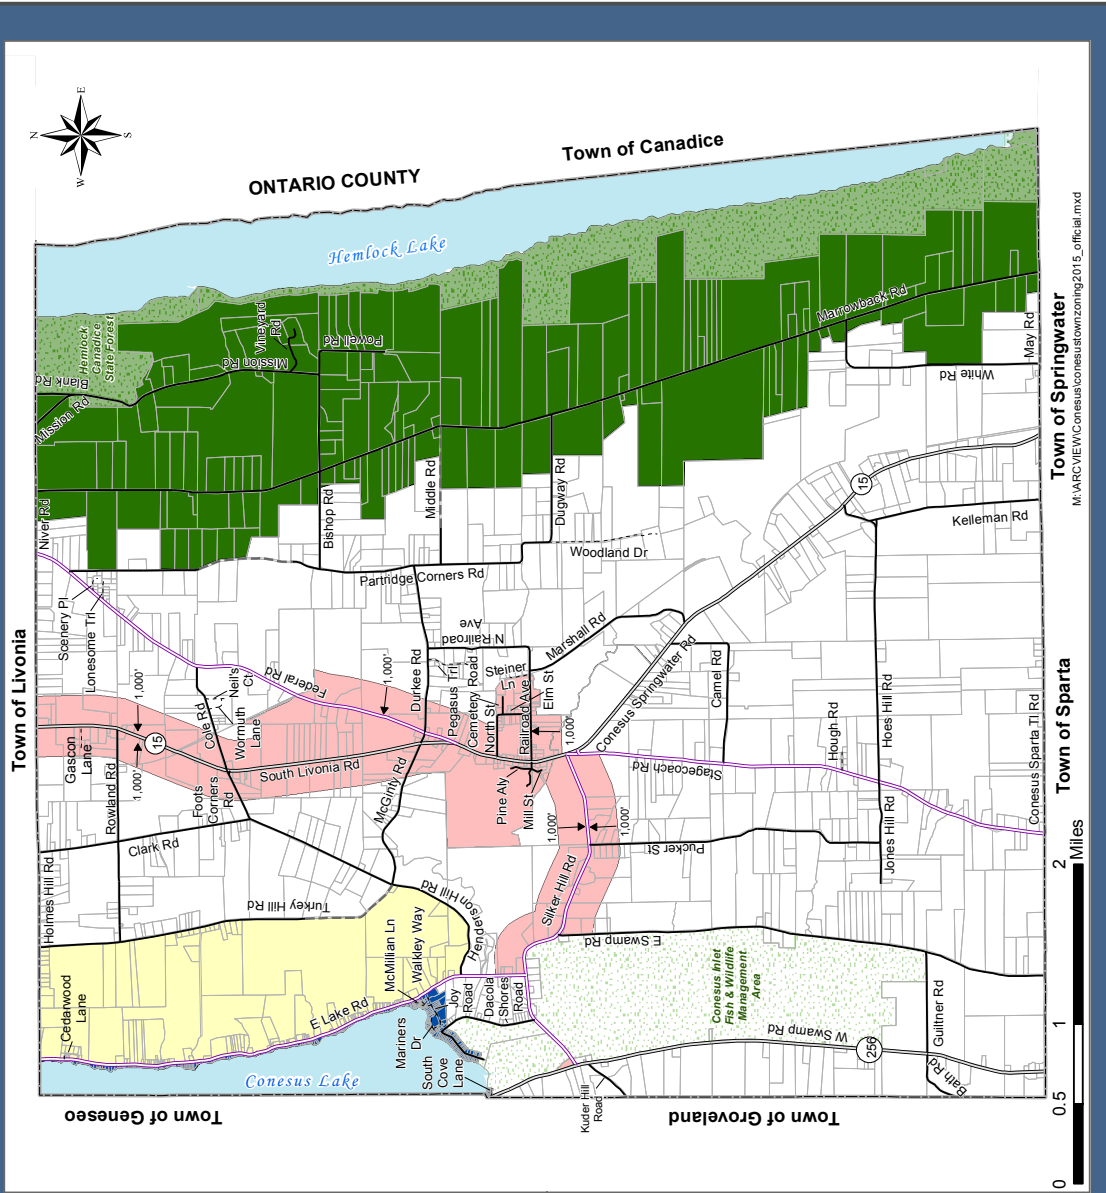 N
E
S
W
ONTARIO COUNTY
Town of Canadice
Hemlock Lake
Hemlock
Canadice
State Forest
Blank Rd
Mission Rd
Vineyard
Rd
Mission Rd
Powell Rd
Marrowback Rd
May Rd
White Rd
Town of Springwater
M:\ARCVIEW\Conesus\conesustownzoning2015_official.mxd
Niver Rd
Bishop Rd
Middle Rd
Dugway Rd
Woodland Dr
15
Kelleman Rd
Partridge Corners Rd
Scenery Pl
Lonesome Trl
Town of Livonia
N Railroad
Ave
Marshall Rd
Neil's
Ct
Federal Rd
1,000'
Durkee Rd
Pegasus Trl
Cemetery Road
Steiner
Ln
North St
Railroad Ave
Elm St
1,000'
Conesus Springwater Rd
Camel Rd
Hough Rd
Hoes Hill Rd
Conesus Sparta Tl Rd
Town of Sparta
Gascon
Lane
1,000'
15
1,000'
Cole Rd
Wormuth
Lane
South Livonia Rd
Rowland Rd
Foots
Corners
Rd
McGinty Rd
Pine Aly
Mill St
1,000'
1,000'
Stagecoach Rd
Pucker St
Jones Hill Rd
Clark Rd
Holmes Hill Rd
Turkey Hill Rd
Henderson Hill Rd
Silker Hill Rd
E Swamp Rd
McMillian Ln
Walkley Way
Cedarwood
Lane
E Lake Rd
Joy
Road
Dacola
Shores
Road
Conesus Inlet
Fish & Wildlife
Management
Area
Guiltner Rd
W Swamp Rd
256
Bath Rd
Mariners
Dr
South
Cove
Lane
Conesus Lake
Kuder Hill
Road
Town of Geneseo
Town of Groveland
0
0.5
1
2
Miles